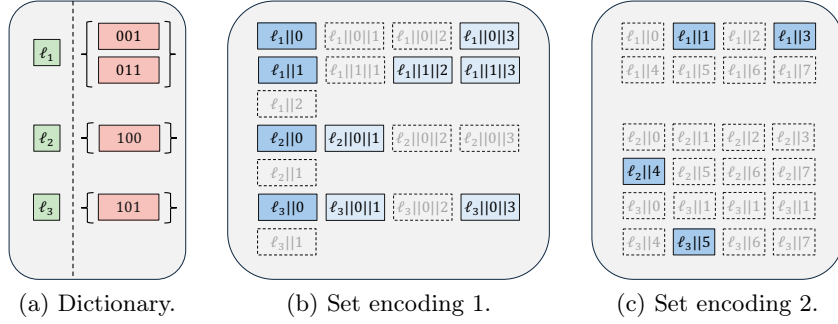 ℓ₁ 001
011
ℓ₂ 100
ℓ₃ 101
(a) Dictionary.
ℓ₁||0 ℓ₁||0||1 ℓ₁||0||2 ℓ₁||0||3
ℓ₁||1 ℓ₁||1||1 ℓ₁||1||2 ℓ₁||1||3
ℓ₁||2
ℓ₂||0 ℓ₂||0||1 ℓ₂||0||2 ℓ₂||0||3
ℓ₂||1
ℓ₃||0 ℓ₃||0||1 ℓ₃||0||2 ℓ₃||0||3
ℓ₃||1
(b) Set encoding 1.
ℓ₁||0 ℓ₁||1 ℓ₁||2 ℓ₁||3
ℓ₁||4 ℓ₁||5 ℓ₁||6 ℓ₁||7
ℓ₂||0 ℓ₂||1 ℓ₂||2 ℓ₂||3
ℓ₂||4 ℓ₂||5 ℓ₂||6 ℓ₂||7
ℓ₃||0 ℓ₃||1 ℓ₃||1 ℓ₃||1
ℓ₃||4 ℓ₃||5 ℓ₃||6 ℓ₃||7
(c) Set encoding 2.